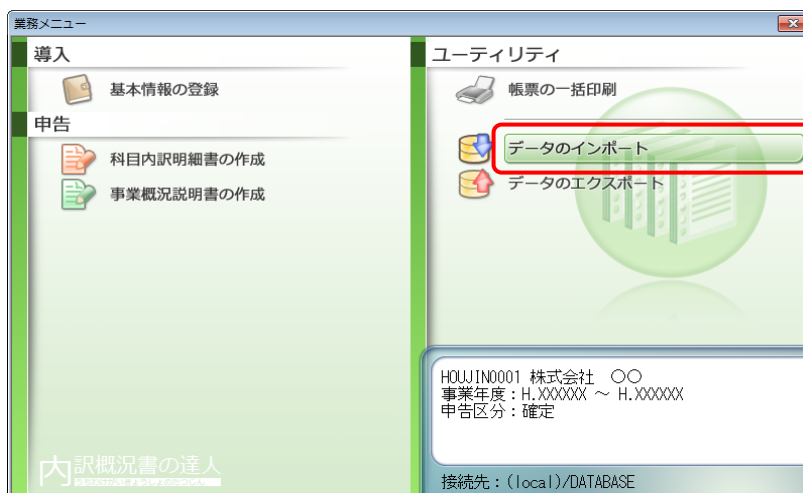 業務メニュー
導入
基本情報の登録
申告
科目内訳明細書の作成
事業概況説明書の作成
ユーティリティ
帳票の一括印刷
データのインポート
データのエクスポート
HOUJIN0001 株式会社 〇〇
事業年度：H.XXXXXX ～ H.XXXXXX
申告区分：確定
接続先：(local)/DATABASE
内訳概況書の達人